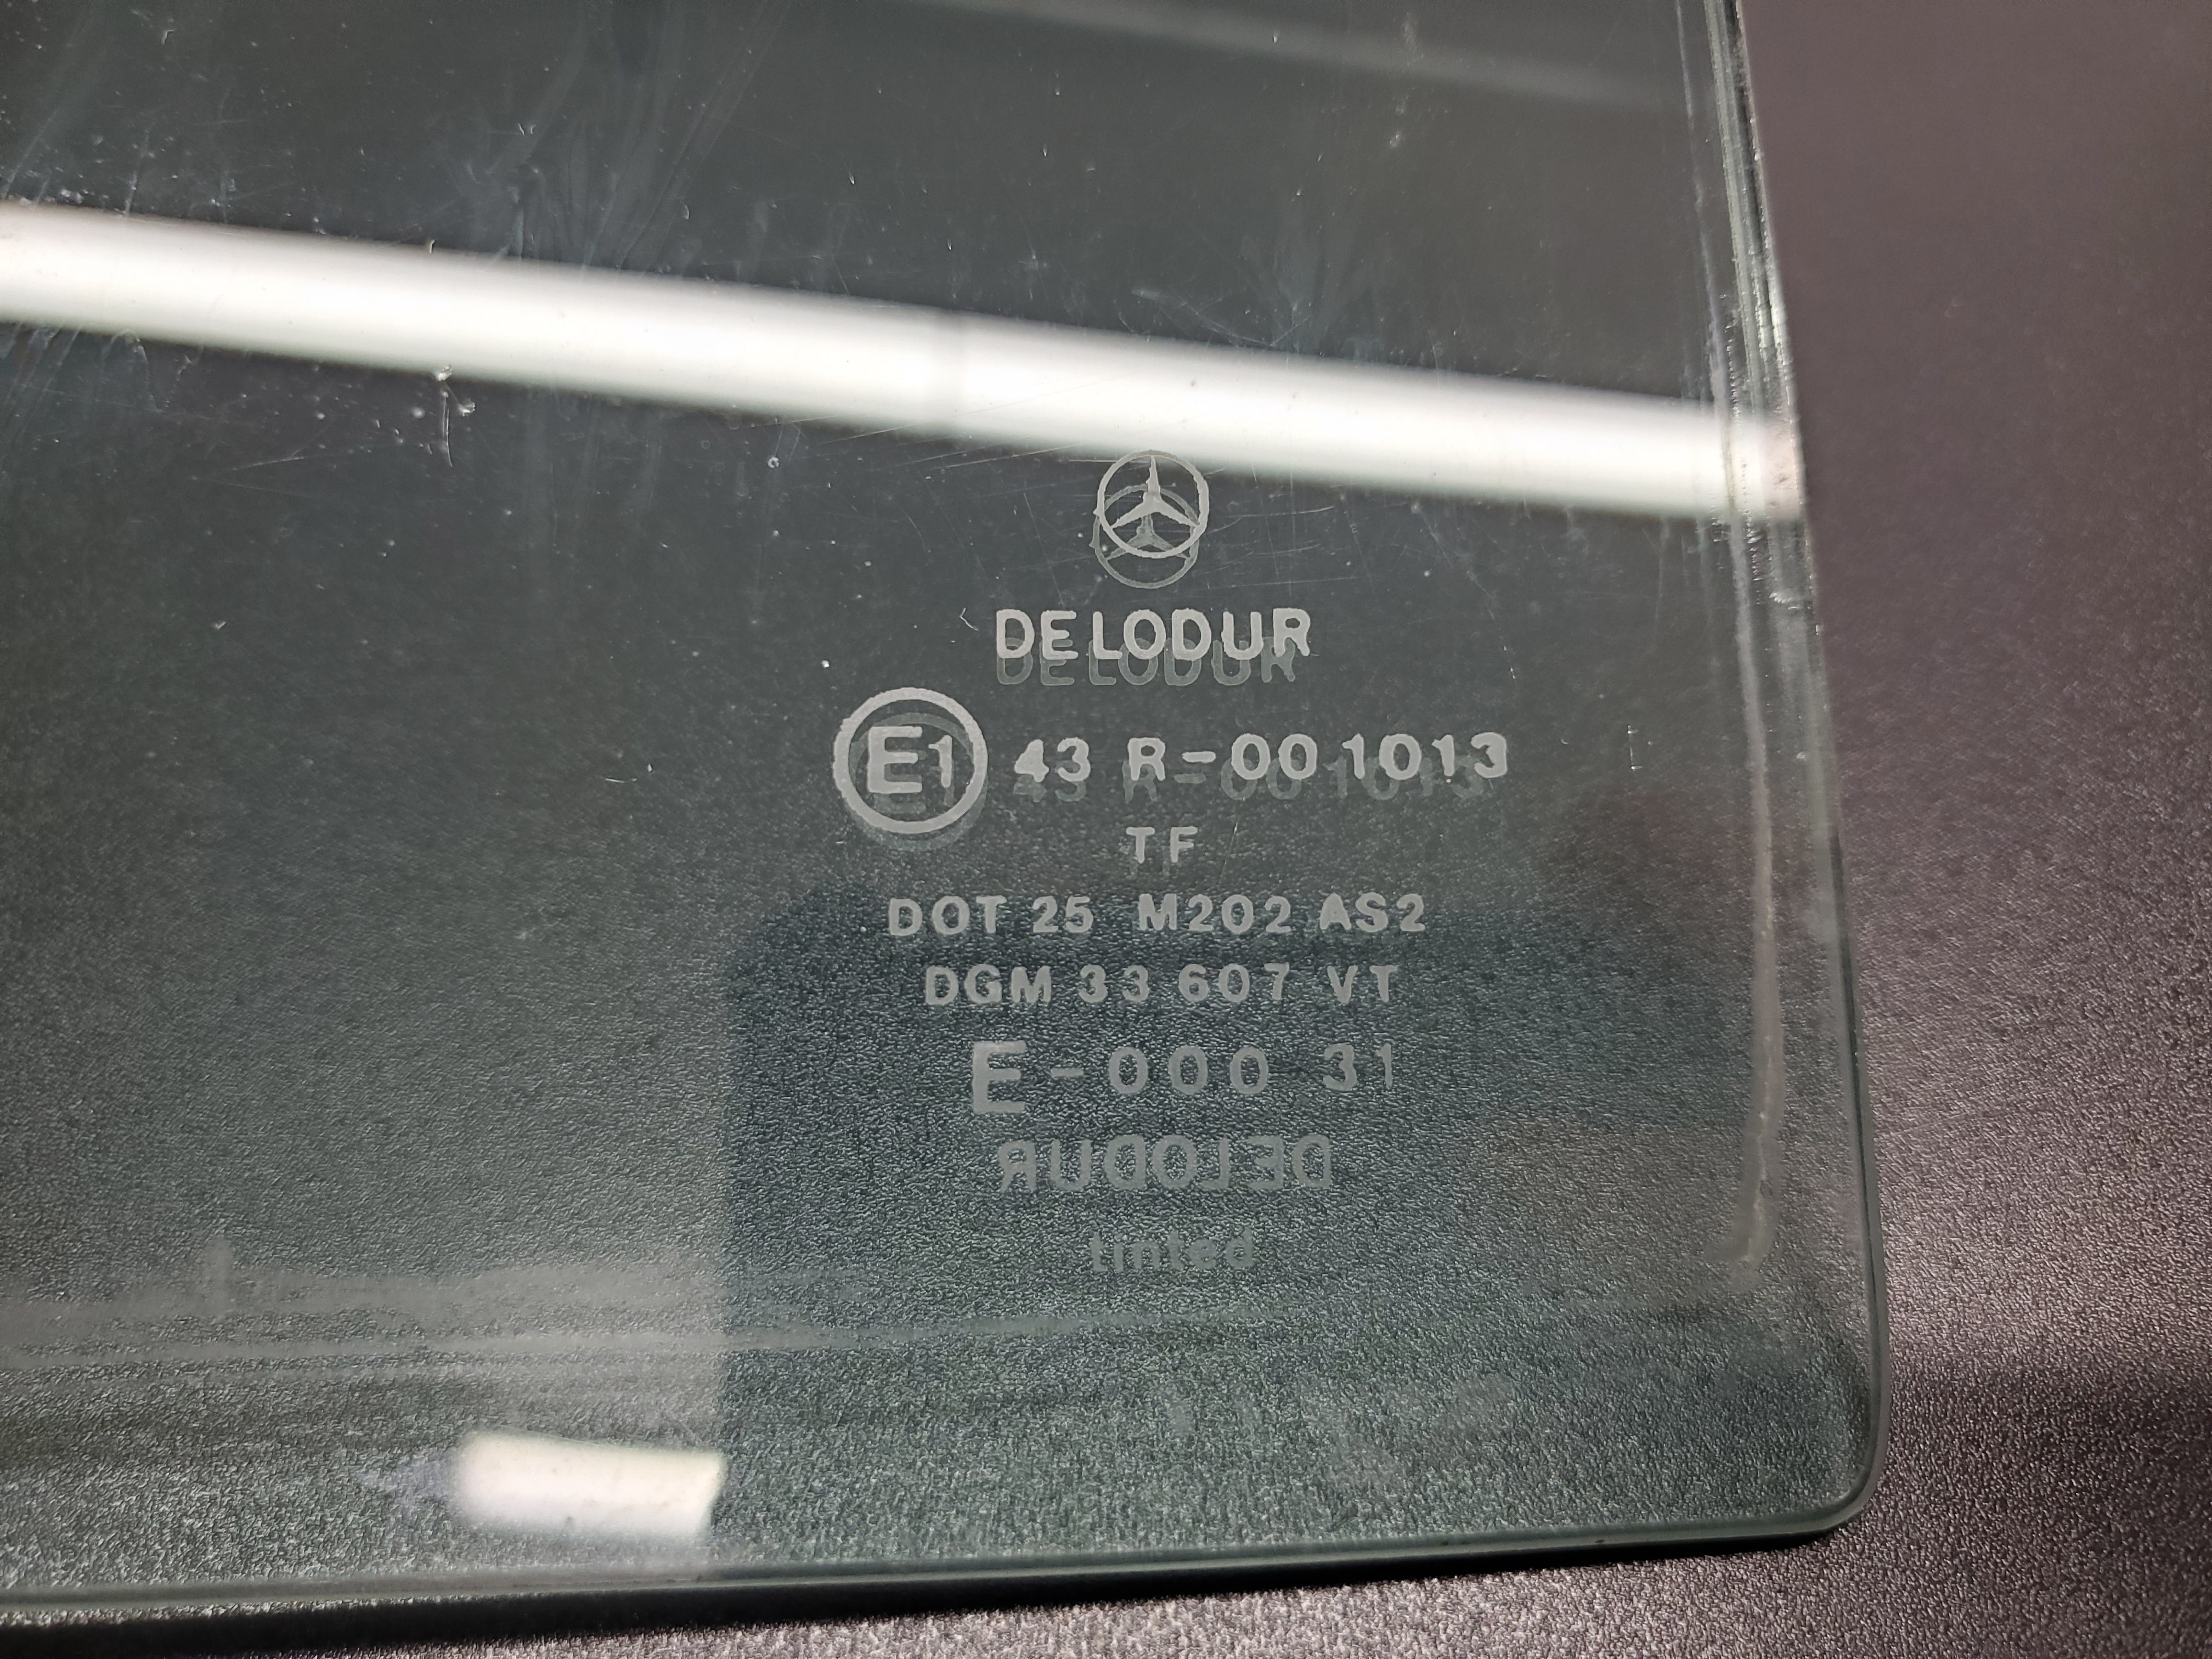 DELODUR
E1 43 R-001013
TF
DOT 25 M202 AS2
DGM 33 607 VT
E-000 31
DELODUR
tinted